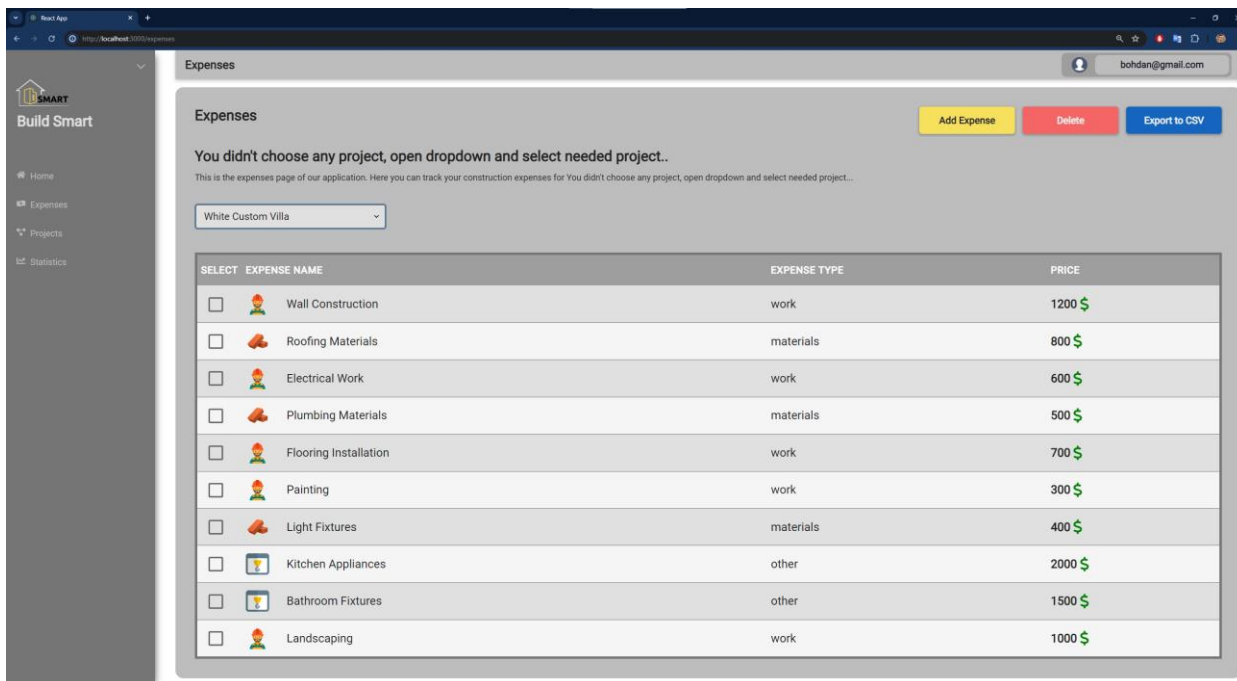 React App
http://localhost:3000/expenses
SMART
Build Smart
Home
Expenses
Projects
Statistics
Expenses
bohdan@gmail.com
Expenses
Add Expense
Delete
Export to CSV
You didn't choose any project, open dropdown and select needed project..
This is the expenses page of our application. Here you can track your construction expenses for You didn't choose any project, open dropdown and select needed project...
White Custom Villa
SELECT EXPENSE NAME EXPENSE TYPE PRICE
Wall Construction work 1200 $
Roofing Materials materials 800 $
Electrical Work work 600 $
Plumbing Materials materials 500 $
Flooring Installation work 700 $
Painting work 300 $
Light Fixtures materials 400 $
Kitchen Appliances other 2000 $
Bathroom Fixtures other 1500 $
Landscaping work 1000 $